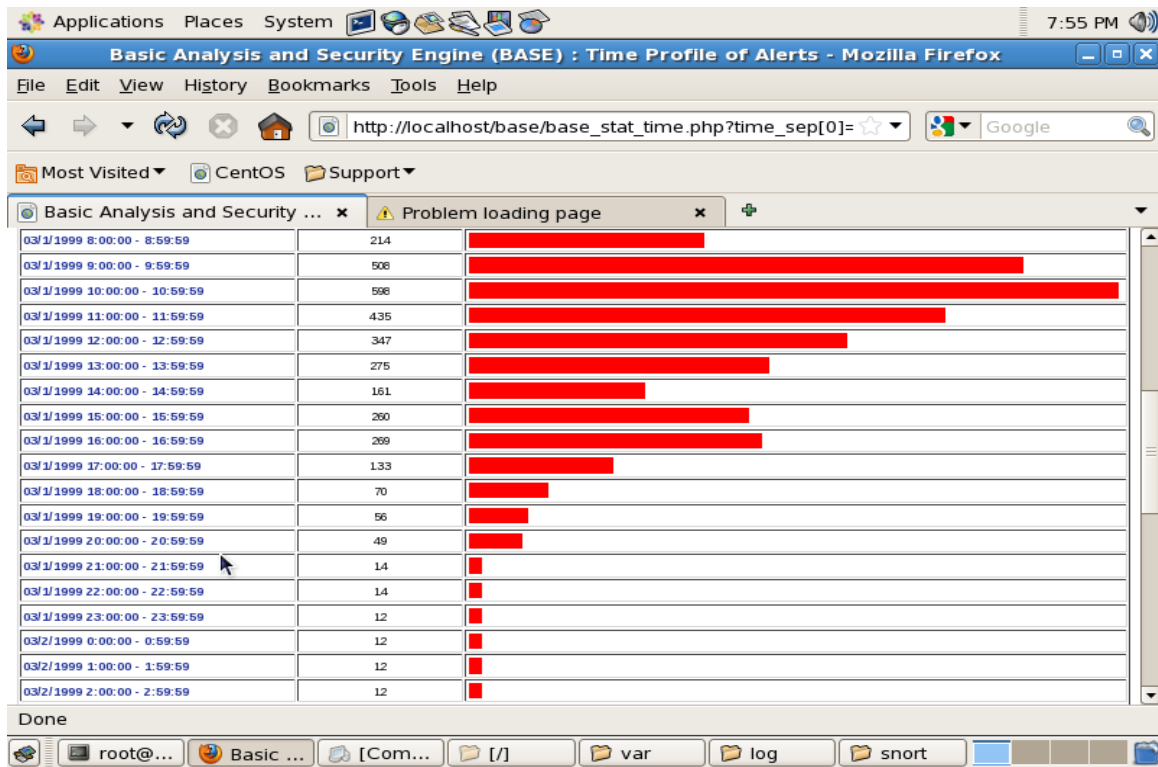 Applications Places System 7:55 PM
Basic Analysis and Security Engine (BASE) : Time Profile of Alerts - Mozilla Firefox
File Edit View History Bookmarks Tools Help
http://localhost/base/base_stat_time.php?time_sep[0]= Google
Most Visited CentOS Support
Basic Analysis and Security ... Problem loading page
03/1/1999 8:00:00 - 8:59:59 214
03/1/1999 9:00:00 - 9:59:59 508
03/1/1999 10:00:00 - 10:59:59 598
03/1/1999 11:00:00 - 11:59:59 435
03/1/1999 12:00:00 - 12:59:59 347
03/1/1999 13:00:00 - 13:59:59 275
03/1/1999 14:00:00 - 14:59:59 161
03/1/1999 15:00:00 - 15:59:59 260
03/1/1999 16:00:00 - 16:59:59 269
03/1/1999 17:00:00 - 17:59:59 133
03/1/1999 18:00:00 - 18:59:59 70
03/1/1999 19:00:00 - 19:59:59 56
03/1/1999 20:00:00 - 20:59:59 49
03/1/1999 21:00:00 - 21:59:59 14
03/1/1999 22:00:00 - 22:59:59 14
03/1/1999 23:00:00 - 23:59:59 12
03/2/1999 0:00:00 - 0:59:59 12
03/2/1999 1:00:00 - 1:59:59 12
03/2/1999 2:00:00 - 2:59:59 12
Done
root@... Basic ... [Com... [/] var log snort